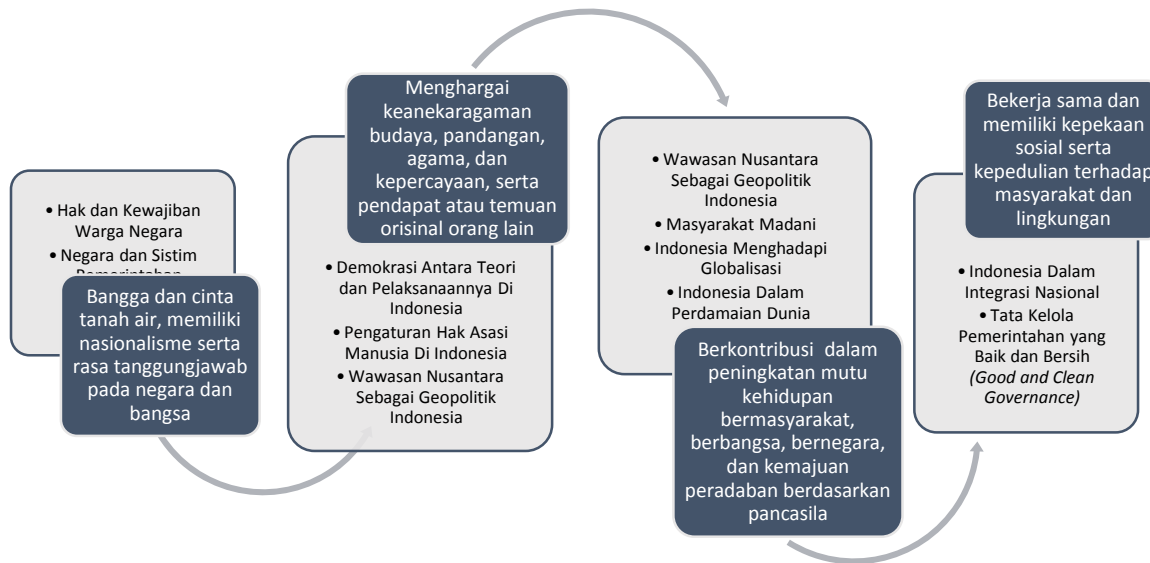 • Hak dan Kewajiban
Warga Negara
• Negara dan Sistim
Bangga dan cinta
tanah air, memiliki
nasionalisme serta
rasa tanggungjawab
pada negara dan
bangsa
Menghargai
keanekaragaman
budaya, pandangan,
agama, dan
kepercayaan, serta
pendapat atau temuan
orisinal orang lain
• Demokrasi Antara Teori
dan Pelaksanaannya Di
Indonesia
• Pengaturan Hak Asasi
Manusia Di Indonesia
• Wawasan Nusantara
Sebagai Geopolitik
Indonesia
• Wawasan Nusantara
Sebagai Geopolitik
Indonesia
• Masyarakat Madani
• Indonesia Menghadapi
Globalisasi
• Indonesia Dalam
Perdamaian Dunia
Berkontribusi dalam
peningkatan mutu
kehidupan
bermasyarakat,
berbangsa, bernegara,
dan kemajuan
peradaban berdasarkan
pancasila
Bekerja sama dan
memiliki kepekaan
sosial serta
kepedulian terhadap
masyarakat dan
lingkungan
• Indonesia Dalam
Integrasi Nasional
• Tata Kelola
Pemerintahan yang
Baik dan Bersih
(Good and Clean
Governance)